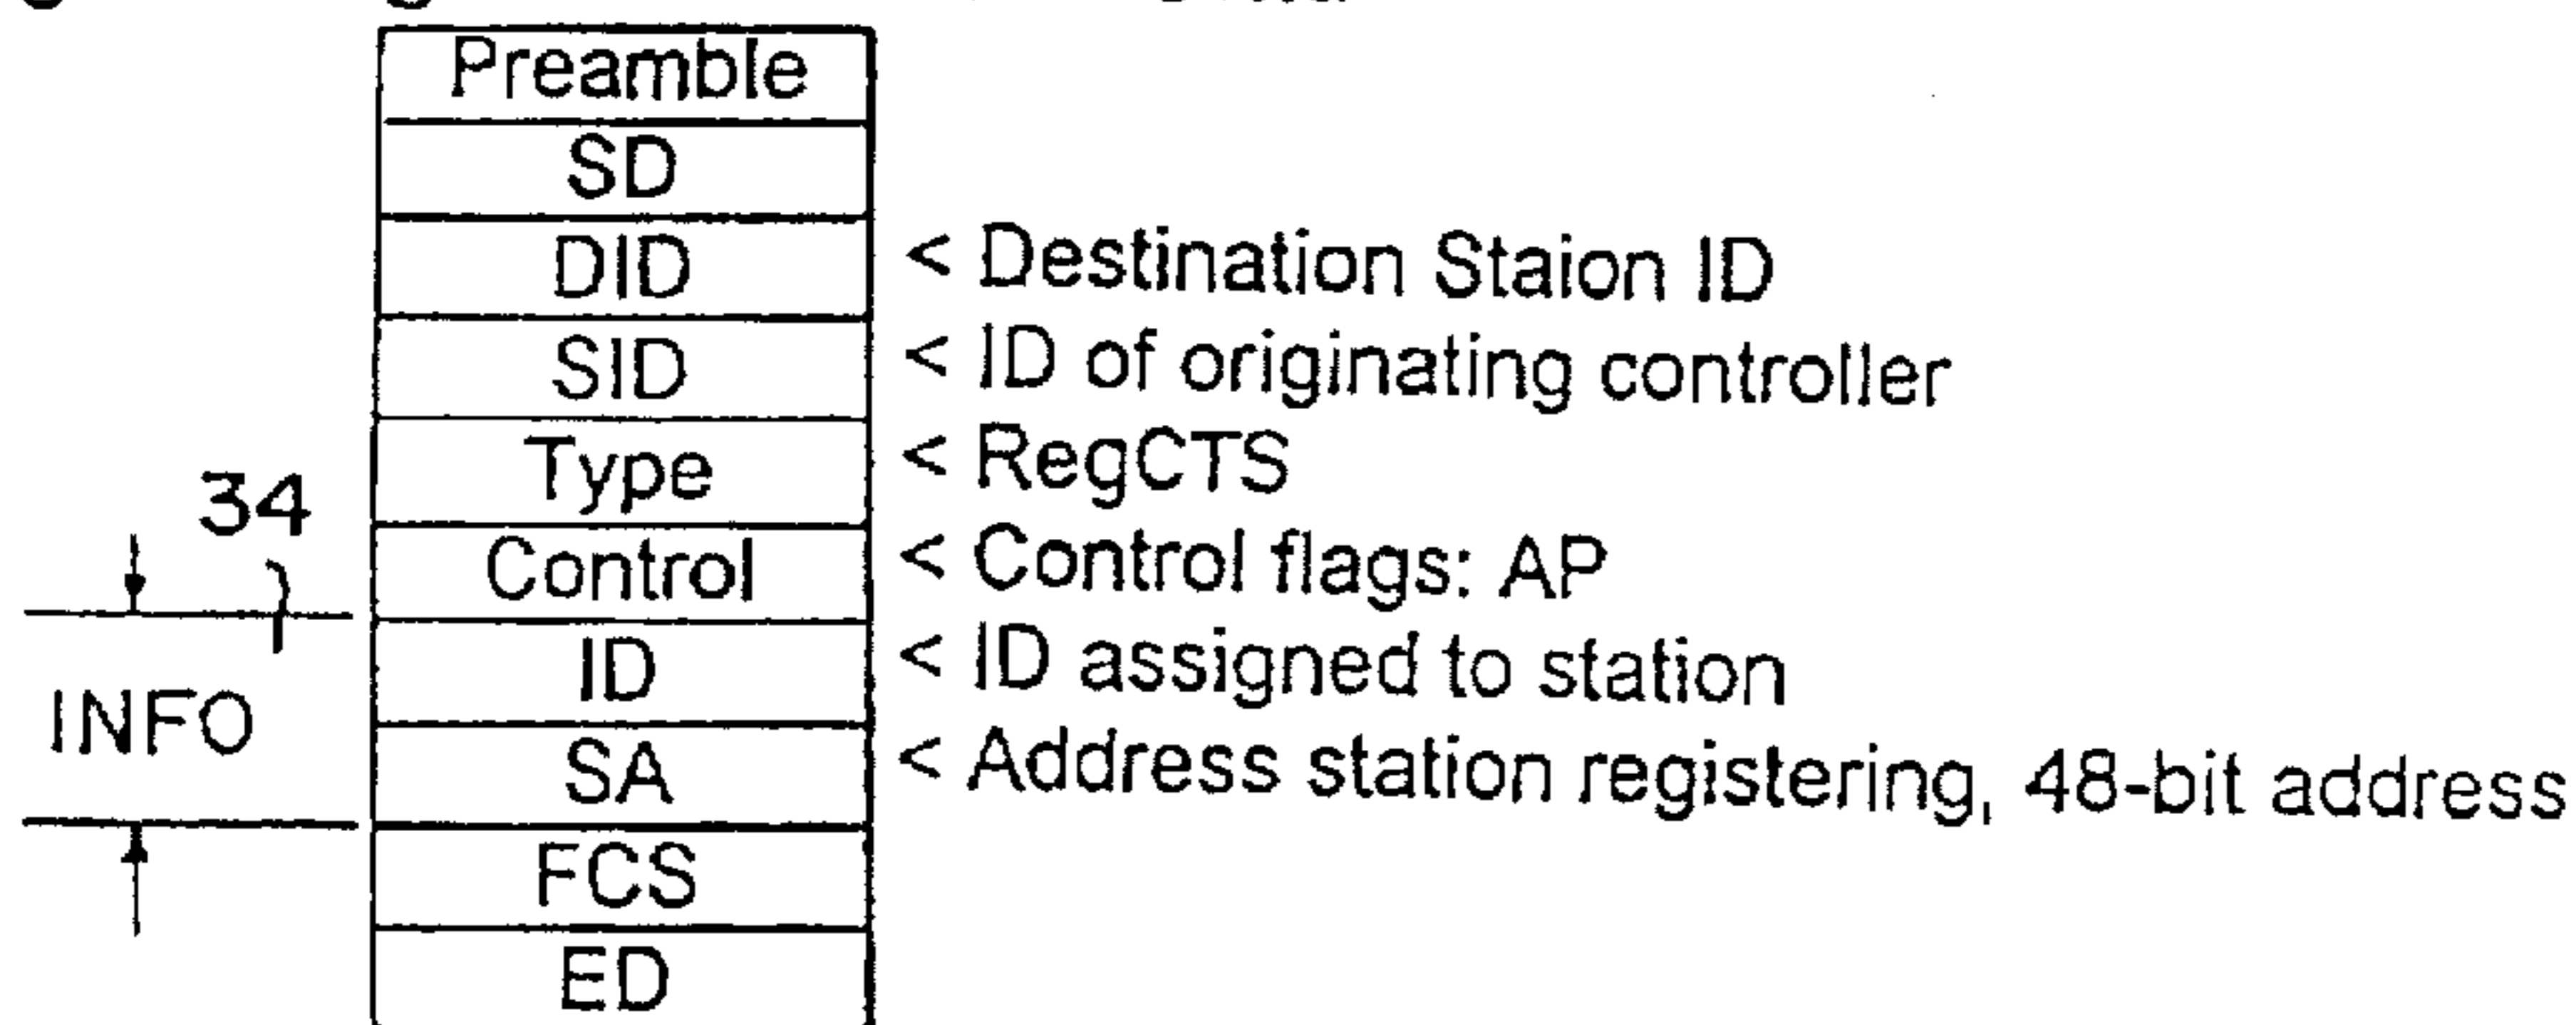 Preamble
SD
DID < Destination Staion ID
SID < ID of originating controller
Type < RegCTS
34
Control < Control flags: AP
ID < ID assigned to station
INFO
SA < Address station registering, 48-bit address
FCS
ED